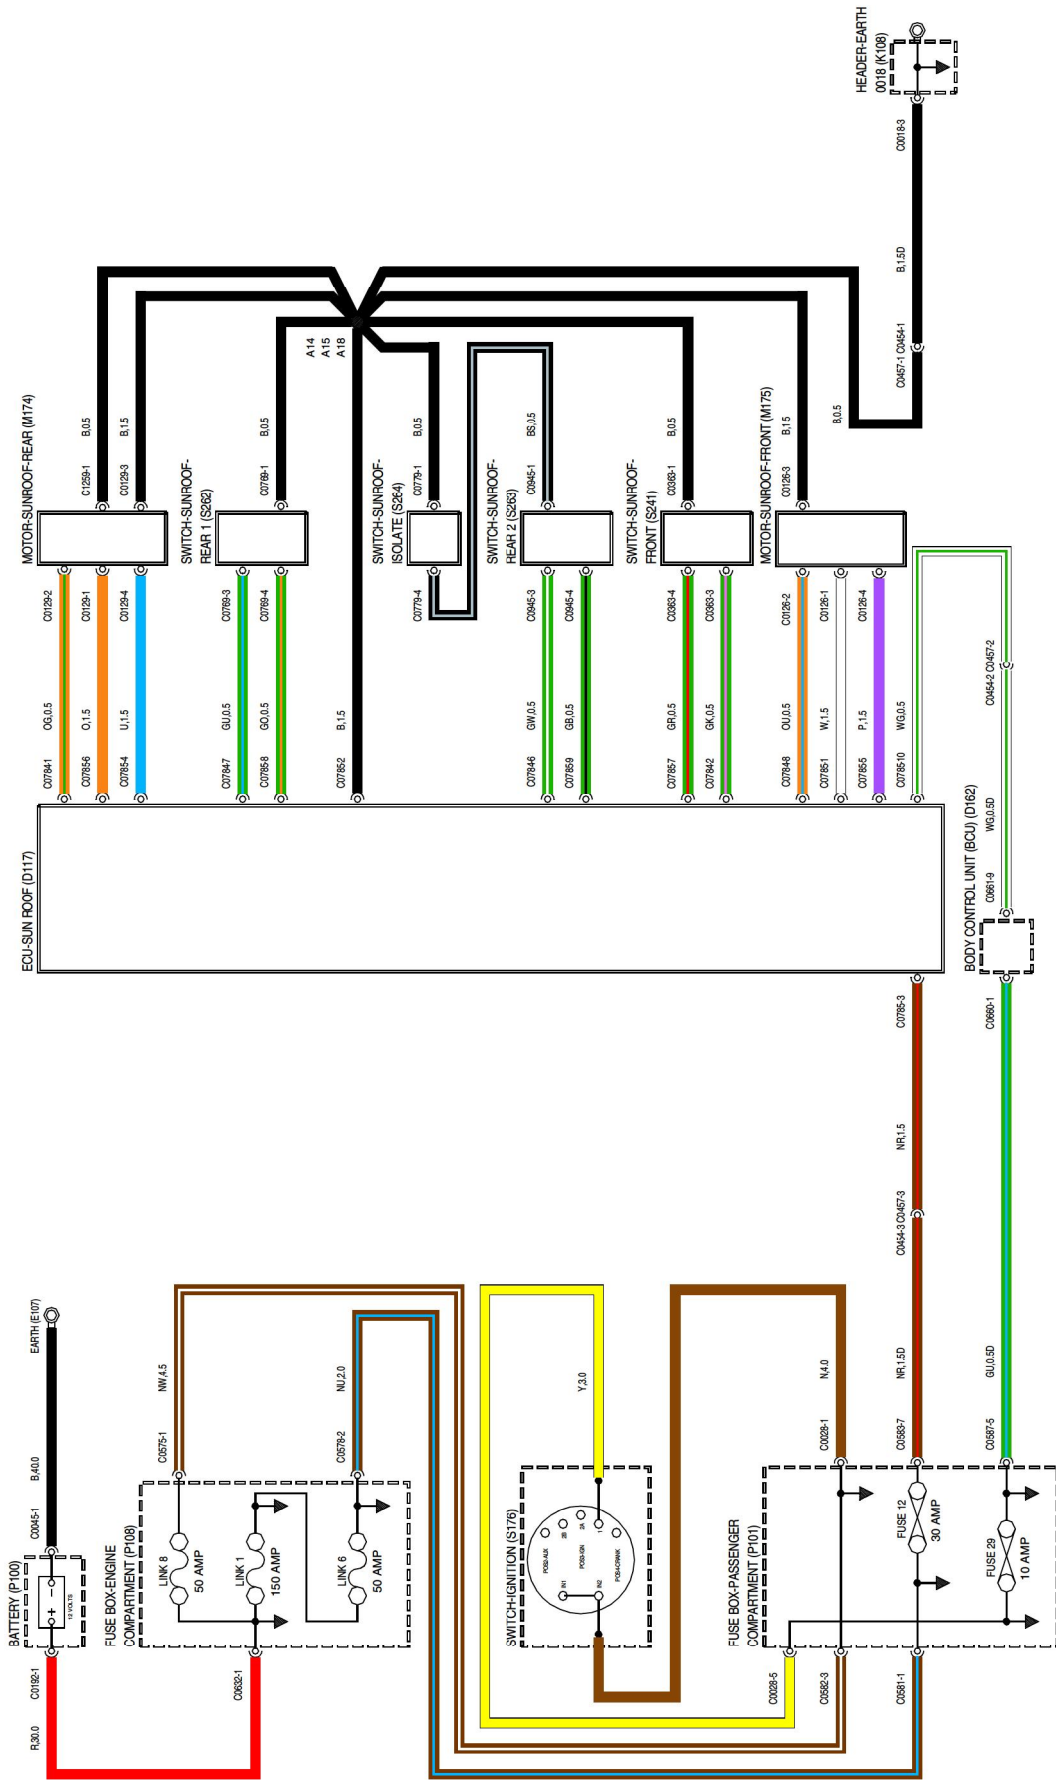 BATTERY (P100)
C0192-1
R,30.0
12 VOLTS
+
-
C0045-1
B,40.0
EARTH (E107)
FUSE BOX-ENGINE
COMPARTMENT (P108)
C0632-1
LINK 8
50 AMP
LINK 1
150 AMP
LINK 6
50 AMP
C0575-1
NW,4.5
C0578-2
NU,2.0
SWITCH-IGNITION (S176)
POS2-AUX
POS3-IGN
POS4-CRANK
IN1
IN2
2B
2A
1
Y,3.0
FUSE BOX-PASSENGER
COMPARTMENT (P101)
C0028-5
C0582-3
C0581-1
FUSE 12
30 AMP
FUSE 29
10 AMP
C0028-1
N,4.0
C0583-7
NR,1.5D
C0454-3 C0457-3
NR,1.5
C0785-3
C0587-5
GU,0.5D
C0660-1
BODY CONTROL UNIT (BCU) (D162)
C0661-9
WG,0.5D
C0454-2 C0457-2
ECU-SUN ROOF (D117)
C07841
OG,0.5
C0129-2
C07856
O,1.5
C0129-1
C07854
U,1.5
C0129-4
C07847
GU,0.5
C0769-3
C07858
GO,0.5
C0769-4
C07852
B,1.5
C07846
GW,0.5
C0945-3
C07859
GB,0.5
C0945-4
C07857
GR,0.5
C0363-4
C07842
GK,0.5
C0363-3
C07848
OU,0.5
C0126-2
C07851
W,1.5
C0126-1
C07855
P,1.5
C0126-4
C078510
WG,0.5
MOTOR-SUNROOF-REAR (M174)
C1259-1
B,0.5
C0129-3
B,1.5
SWITCH-SUNROOF-
REAR 1 (S262)
C0769-1
B,0.5
A14
A15
A18
SWITCH-SUNROOF-
ISOLATE (S264)
C0779-4
C0779-1
B,0.5
SWITCH-SUNROOF-
REAR 2 (S263)
C0945-1
BS,0.5
SWITCH-SUNROOF-
FRONT (S241)
C0363-1
B,0.5
MOTOR-SUNROOF-FRONT (M175)
C0126-3
B,1.5
B,0.5
C0457-1 C0454-1
B,1.5D
C0018-3
HEADER-EARTH
0018 (K108)